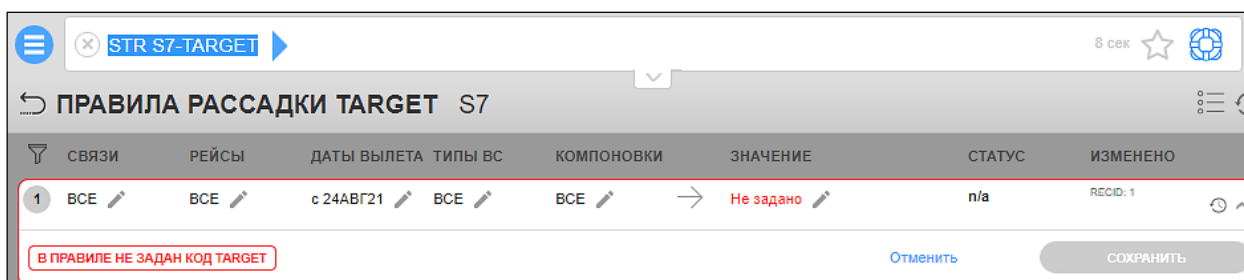 STR S7-TARGET 8 сек
ПРАВИЛА РАССАДКИ TARGET S7
СВЯЗИ РЕЙСЫ ДАТЫ ВЫЛЕТА ТИПЫ ВС КОМПОНОВКИ ЗНАЧЕНИЕ СТАТУС ИЗМЕНЕНО
1 ВСЕ ВСЕ с 24АВГ21 ВСЕ ВСЕ Не задано n/a RECID: 1
В ПРАВИЛЕ НЕ ЗАДАН КОД TARGET Отменить СОХРАНИТЬ